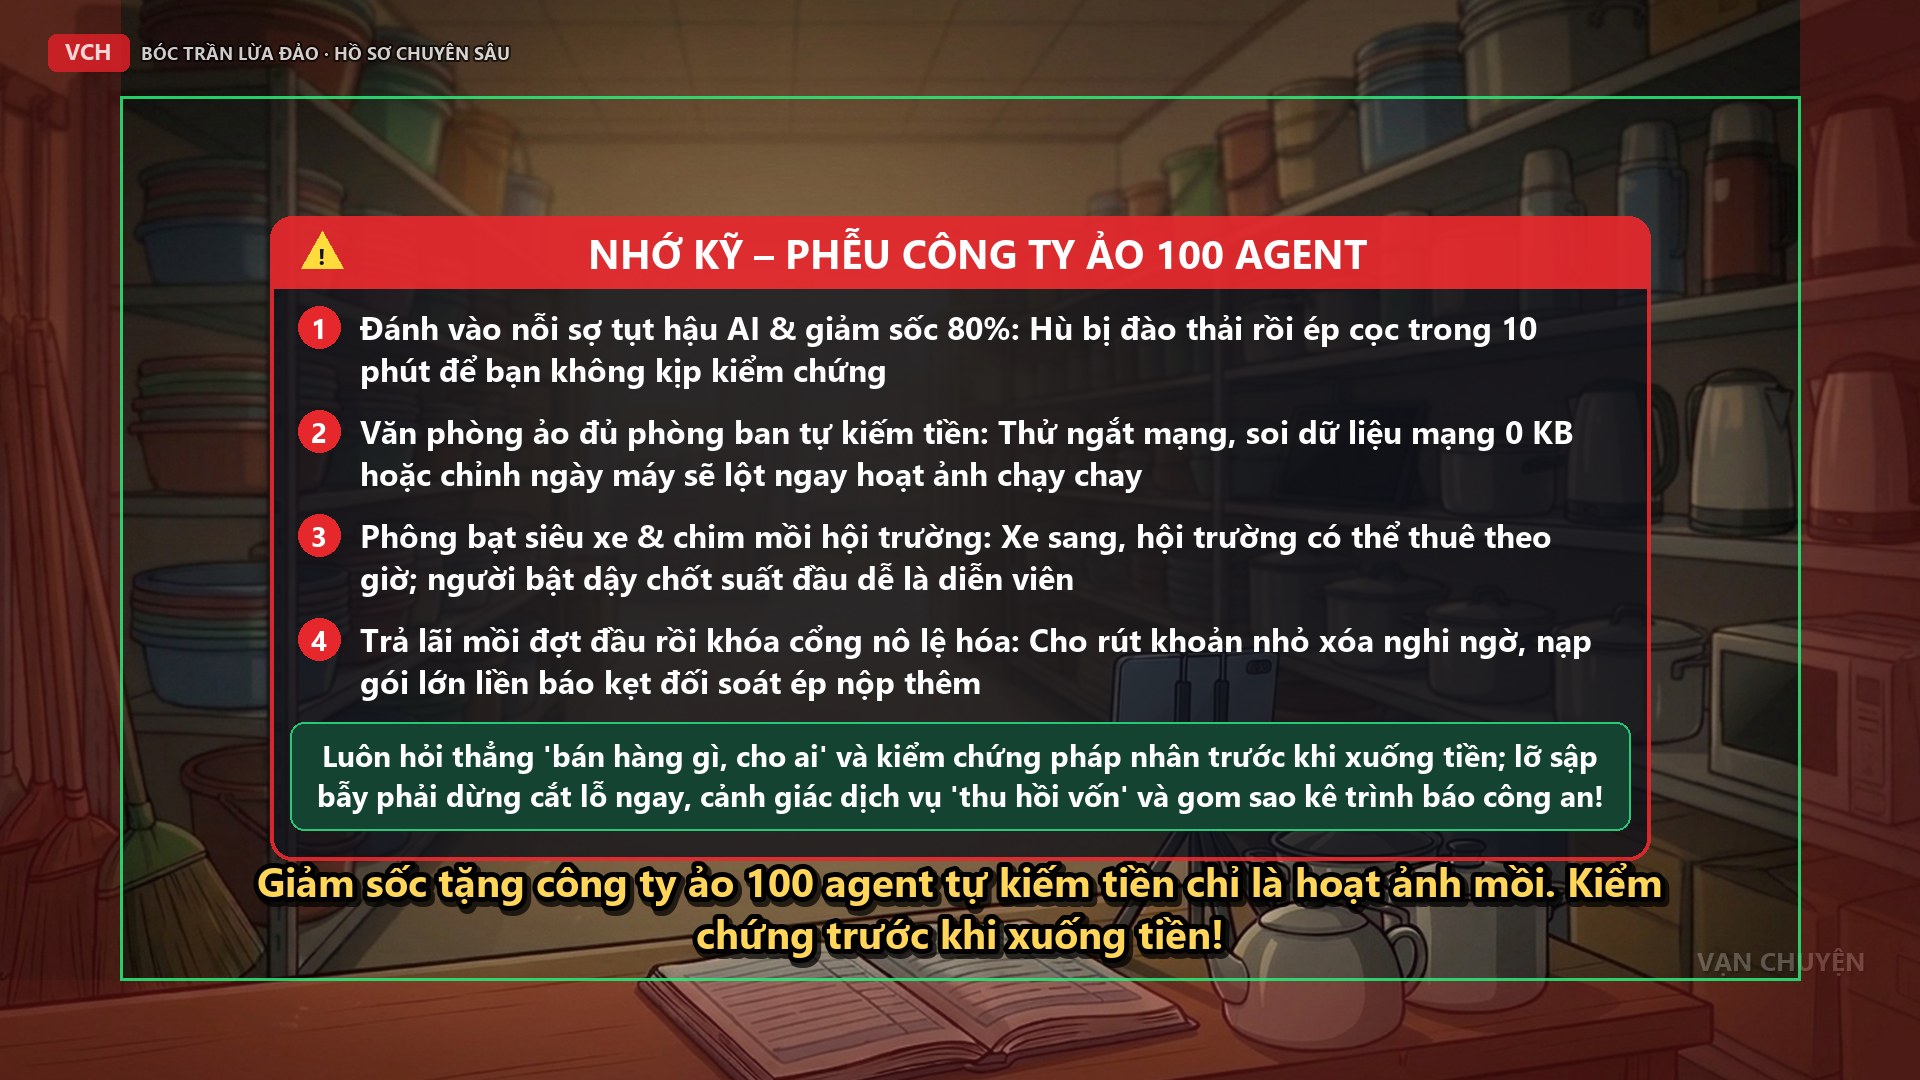 VCH BÓC TRẦN LỪA ĐẢO · HỒ SƠ CHUYÊN SÂU
NHỚ KỸ – PHỄU CÔNG TY ẢO 100 AGENT
1 Đánh vào nỗi sợ tụt hậu AI & giảm sốc 80%: Hù bị đào thải rồi ép cọc trong 10
phút để bạn không kịp kiểm chứng
2 Văn phòng ảo đủ phòng ban tự kiếm tiền: Thử ngắt mạng, soi dữ liệu mạng 0 KB
hoặc chỉnh ngày máy sẽ lột ngay hoạt ảnh chạy chay
3 Phông bạt siêu xe & chim mồi hội trường: Xe sang, hội trường có thể thuê theo
giờ; người bật dậy chốt suất đầu dễ là diễn viên
4 Trả lãi mồi đợt đầu rồi khóa cổng nô lệ hóa: Cho rút khoản nhỏ xóa nghi ngờ, nạp
gói lớn liền báo kẹt đối soát ép nộp thêm
Luôn hỏi thẳng 'bán hàng gì, cho ai' và kiểm chứng pháp nhân trước khi xuống tiền; lỡ sập
bẫy phải dừng cắt lỗ ngay, cảnh giác dịch vụ 'thu hồi vốn' và gom sao kê trình báo công an!
Giảm sốc tặng công ty ảo 100 agent tự kiếm tiền chỉ là hoạt ảnh mồi. Kiểm
chứng trước khi xuống tiền!
VẠN CHUYỆN